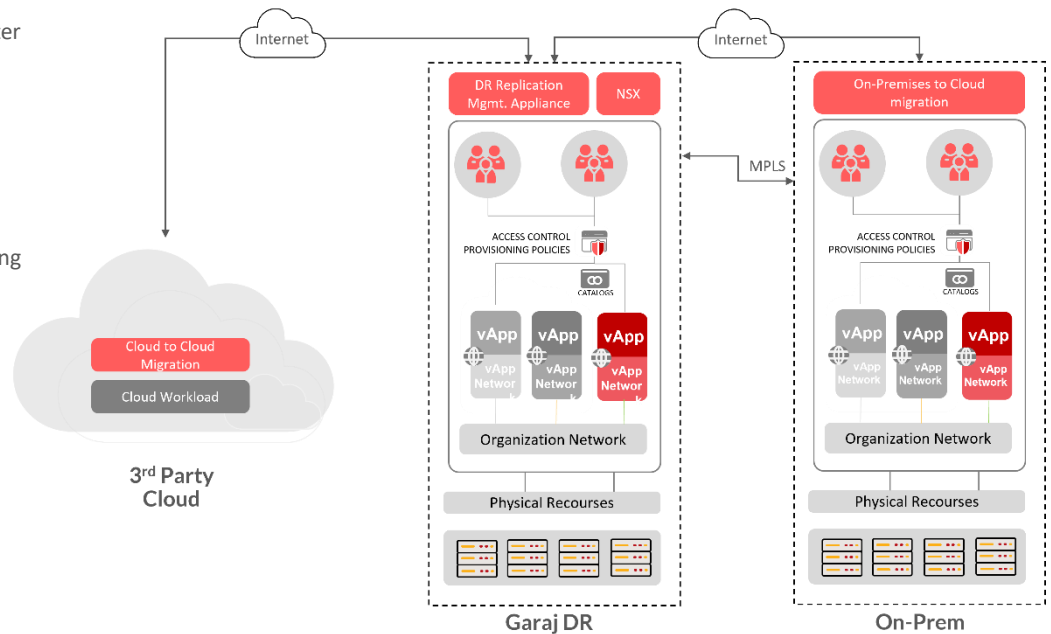 ter
ing
Internet
Internet
DR Replication
Mgmt. Appliance
NSX
On-Premises to Cloud
migration
MPLS
ACCESS CONTROL
PROVISIONING POLICIES
CATALOGS
ACCESS CONTROL
PROVISIONING POLICIES
CATALOGS
vApp
vApp
Networ
k
vApp
vApp
Networ
k
vApp
vApp
Networ
k
vApp
vApp
Network
vApp
vApp
Network
vApp
vApp
Network
Cloud to Cloud
Migration
Cloud Workload
3rd Party
Cloud
Organization Network
Organization Network
Physical Recourses
Physical Recourses
Garaj DR
On-Prem